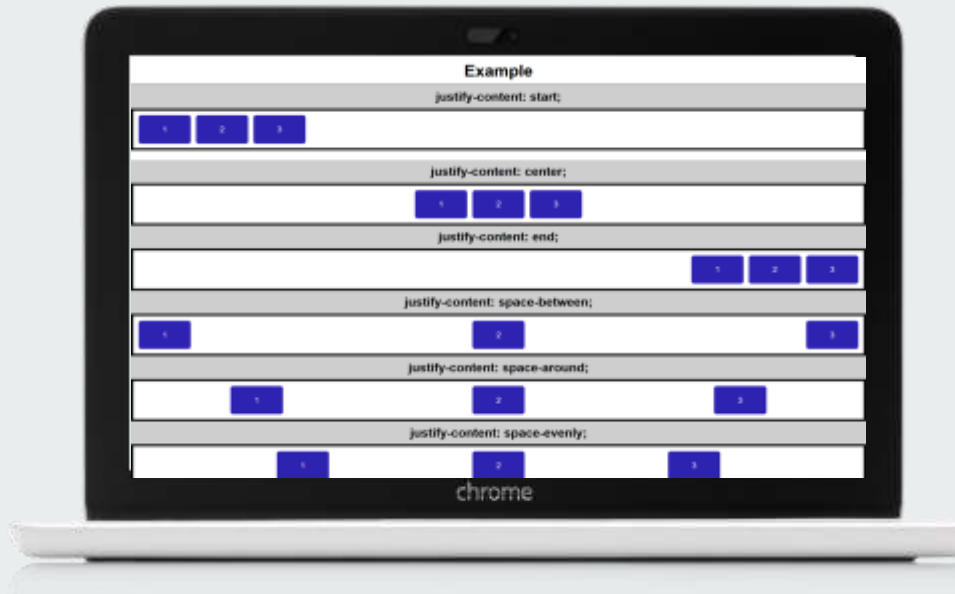 Example
justify-content: start;
1 2 3
justify-content: center;
1 2 3
justify-content: end;
1 2 3
justify-content: space-between;
1 2 3
justify-content: space-around;
1 2 3
justify-content: space-evenly;
1 2 3
chrome